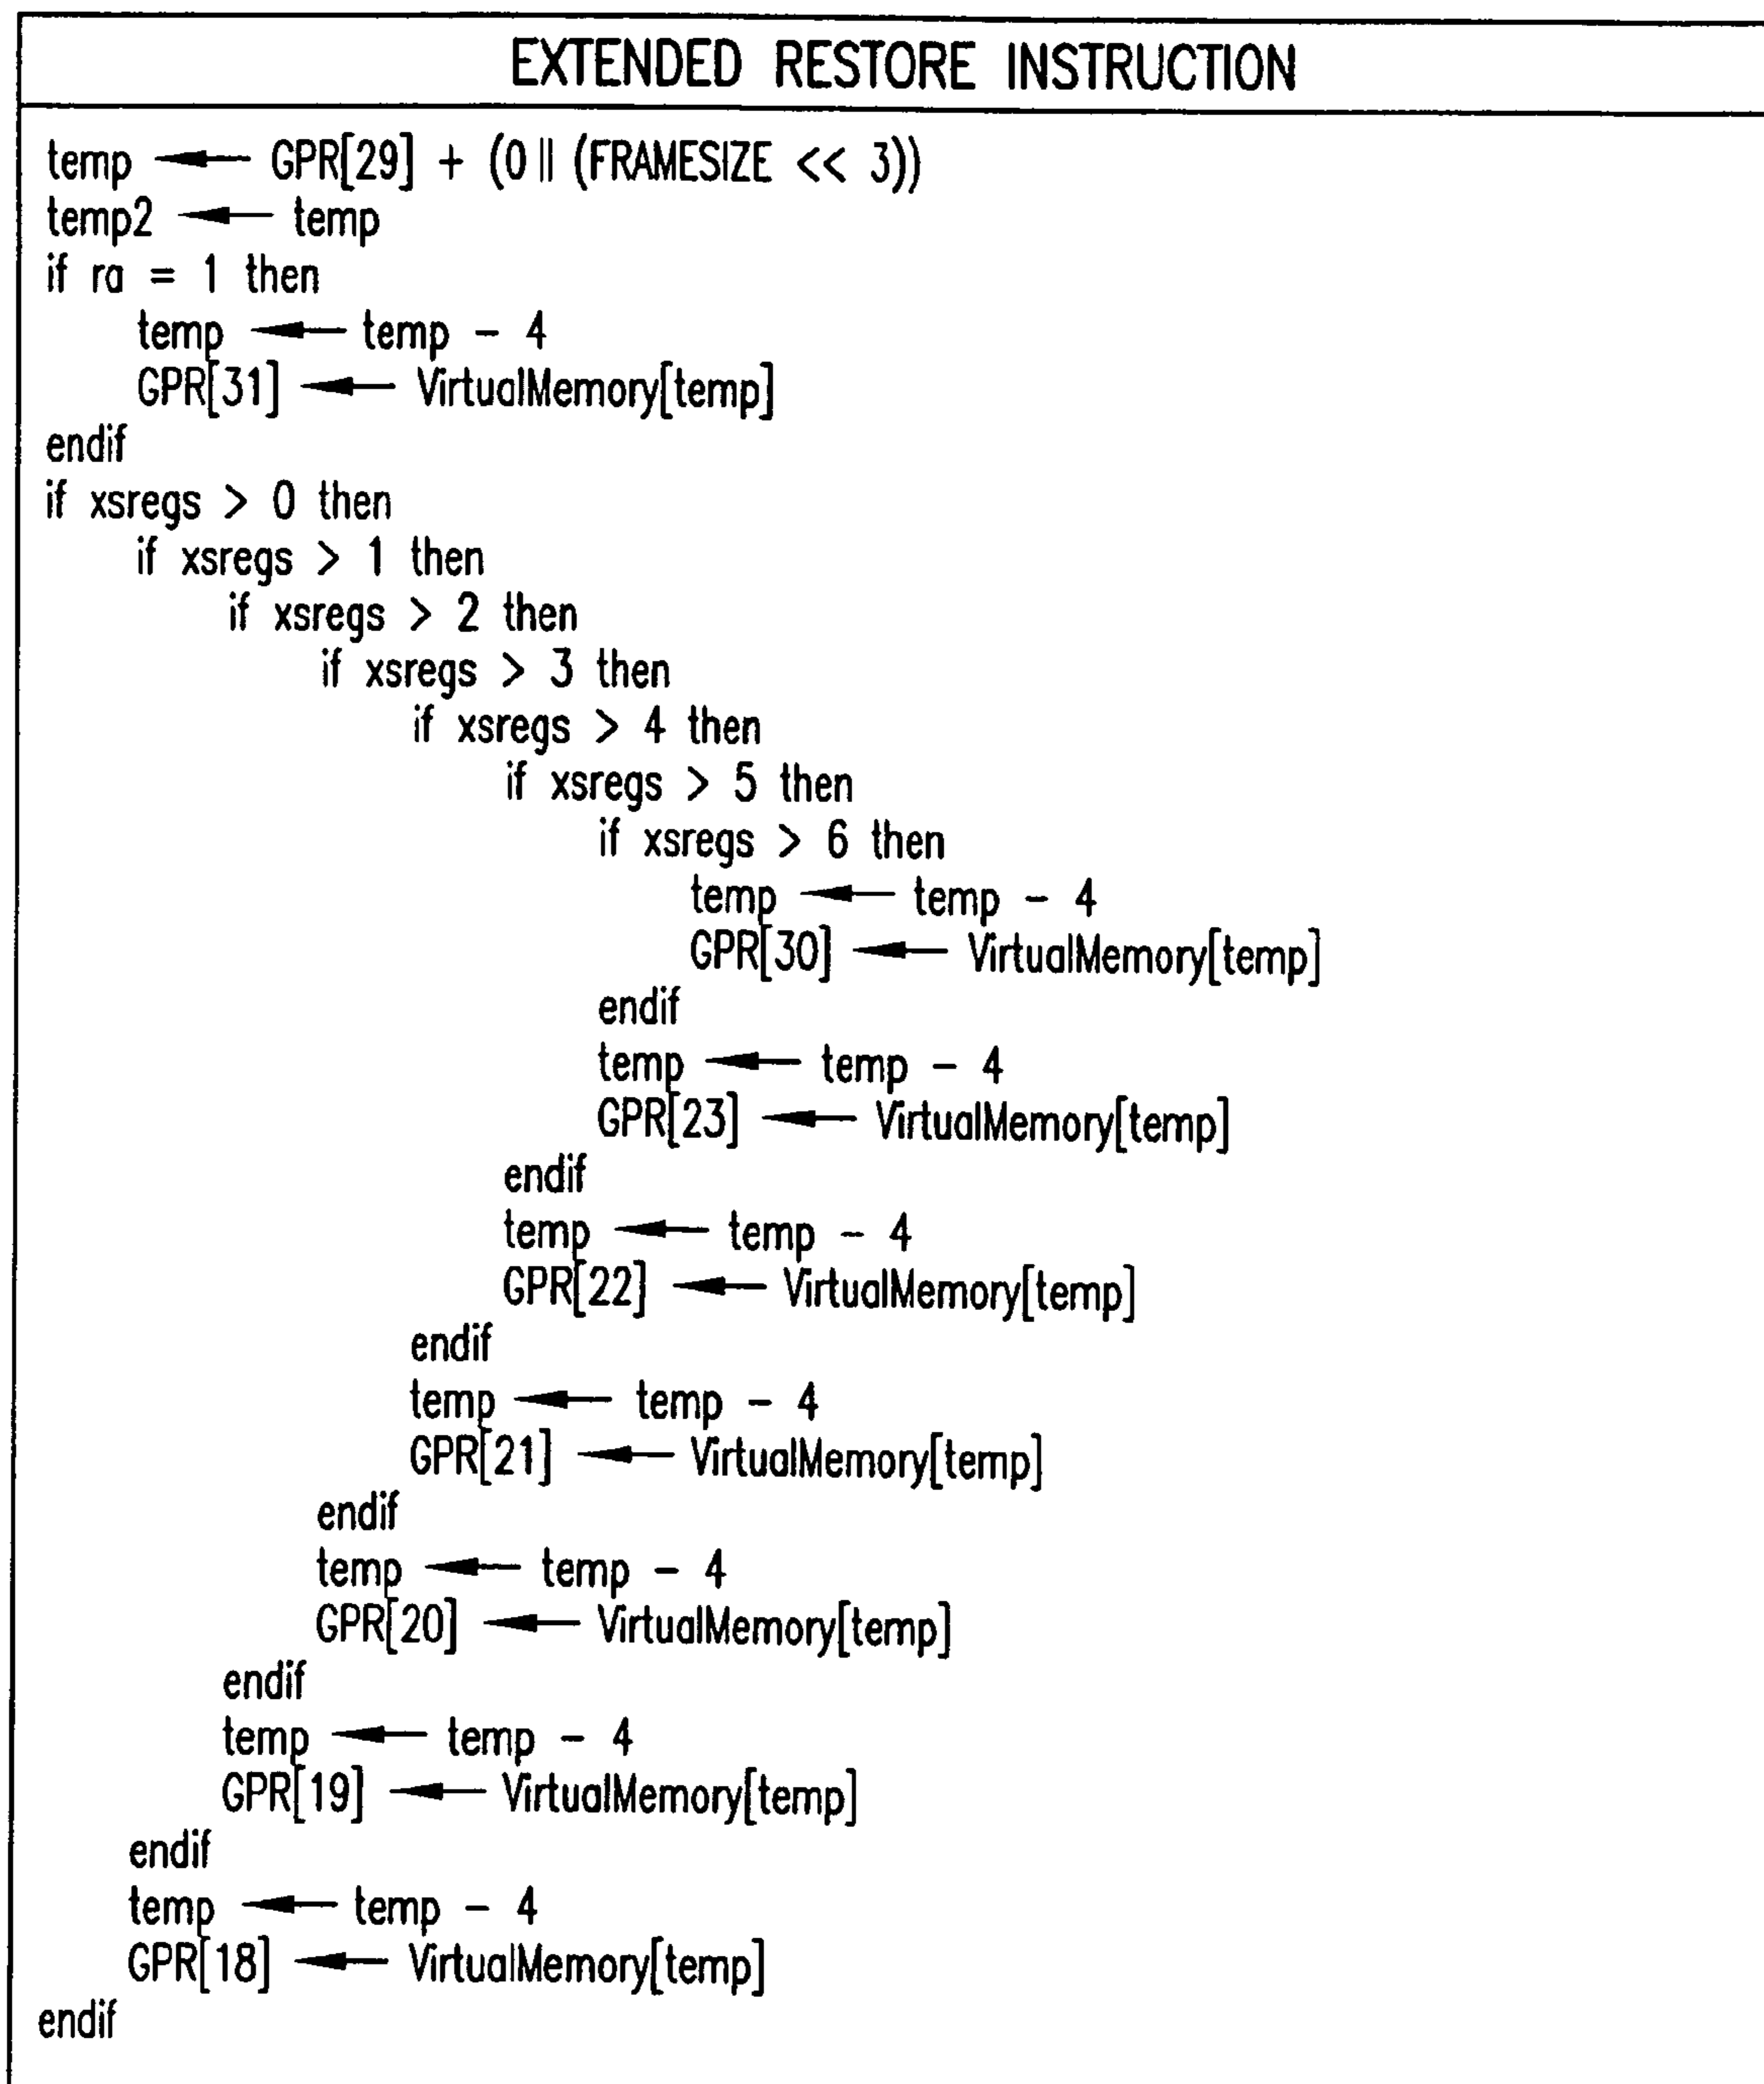 EXTENDED RESTORE INSTRUCTION
temp ← GPR[29] + (0 || (FRAMESIZE << 3))
temp2 ← temp
if ra = 1 then
temp ← temp - 4
GPR[31] ← VirtualMemory[temp]
endif
if xsregs > 0 then
if xsregs > 1 then
if xsregs > 2 then
if xsregs > 3 then
if xsregs > 4 then
if xsregs > 5 then
if xsregs > 6 then
temp ← temp - 4
GPR[30] ← VirtualMemory[temp]
endif
temp ← temp - 4
GPR[23] ← VirtualMemory[temp]
endif
temp ← temp - 4
GPR[22] ← VirtualMemory[temp]
endif
temp ← temp - 4
GPR[21] ← VirtualMemory[temp]
endif
temp ← temp - 4
GPR[20] ← VirtualMemory[temp]
endif
temp ← temp - 4
GPR[19] ← VirtualMemory[temp]
endif
temp ← temp - 4
GPR[18] ← VirtualMemory[temp]
endif